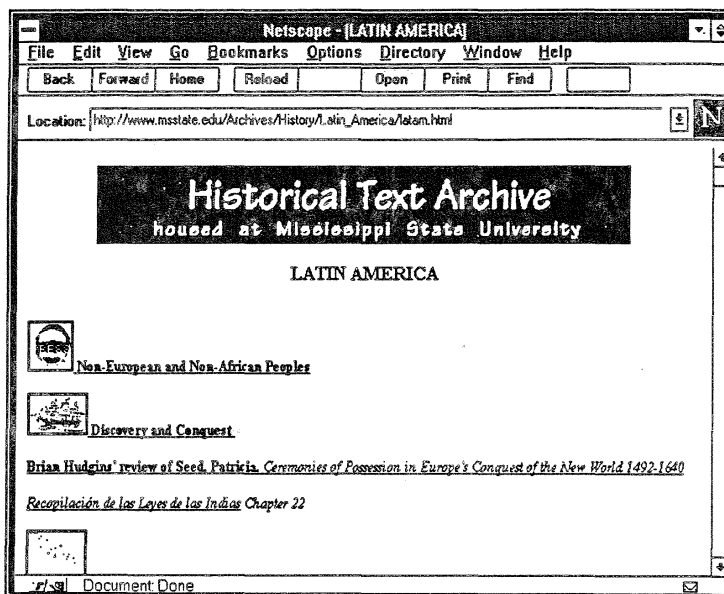 Netscape - [LATIN AMERICA]
File Edit View Go Bookmarks Options Directory Window Help
Back Forward Home Reload Open Print Find
Location: http://www.msstate.edu/Archives/History/Latin_America/latam.html
N
Historical Text Archive
housed at Mississippi State University
LATIN AMERICA
Non-European and Non-African Peoples
Discovery and Conquest
Brian Hudgins' review of Seed, Patricia. Ceremonies of Possession in Europe's Conquest of the New World 1492-1640
Recopilación de las Leyes de las Indias Chapter 22
Document: Done